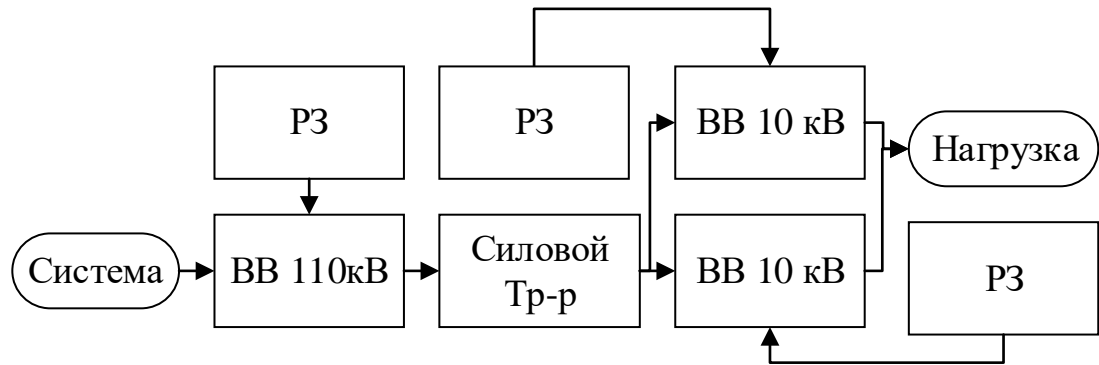 РЗ
РЗ
ВВ 10 кВ
Нагрузка
Система
ВВ 110кВ
Силовой
Тр-р
ВВ 10 кВ
РЗ